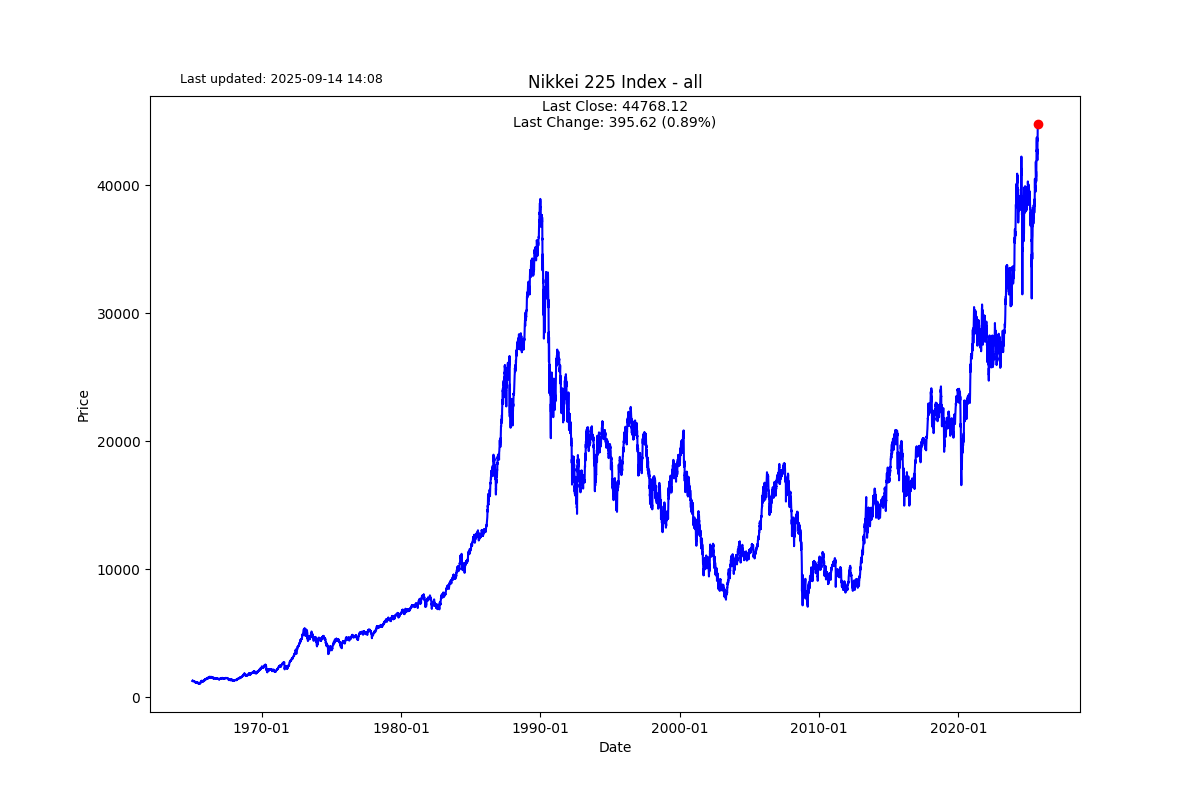 Last updated: 2025-09-14 14:08
Nikkei 225 Index - all
Last Close: 44768.12
Last Change: 395.62 (0.89%)
40000
30000
20000
10000
0
Price
1970-01
1980-01
1990-01
2000-01
2010-01
2020-01
Date